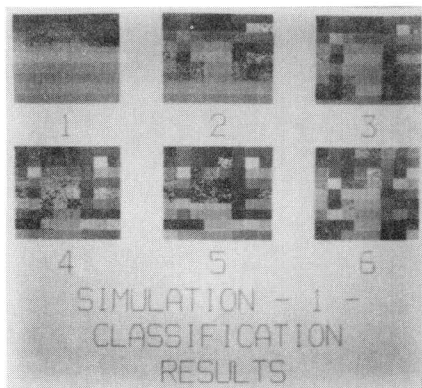 1 2 3
4 5 6
SIMULATION - 1 -
CLASSIFICATION
RESULTS